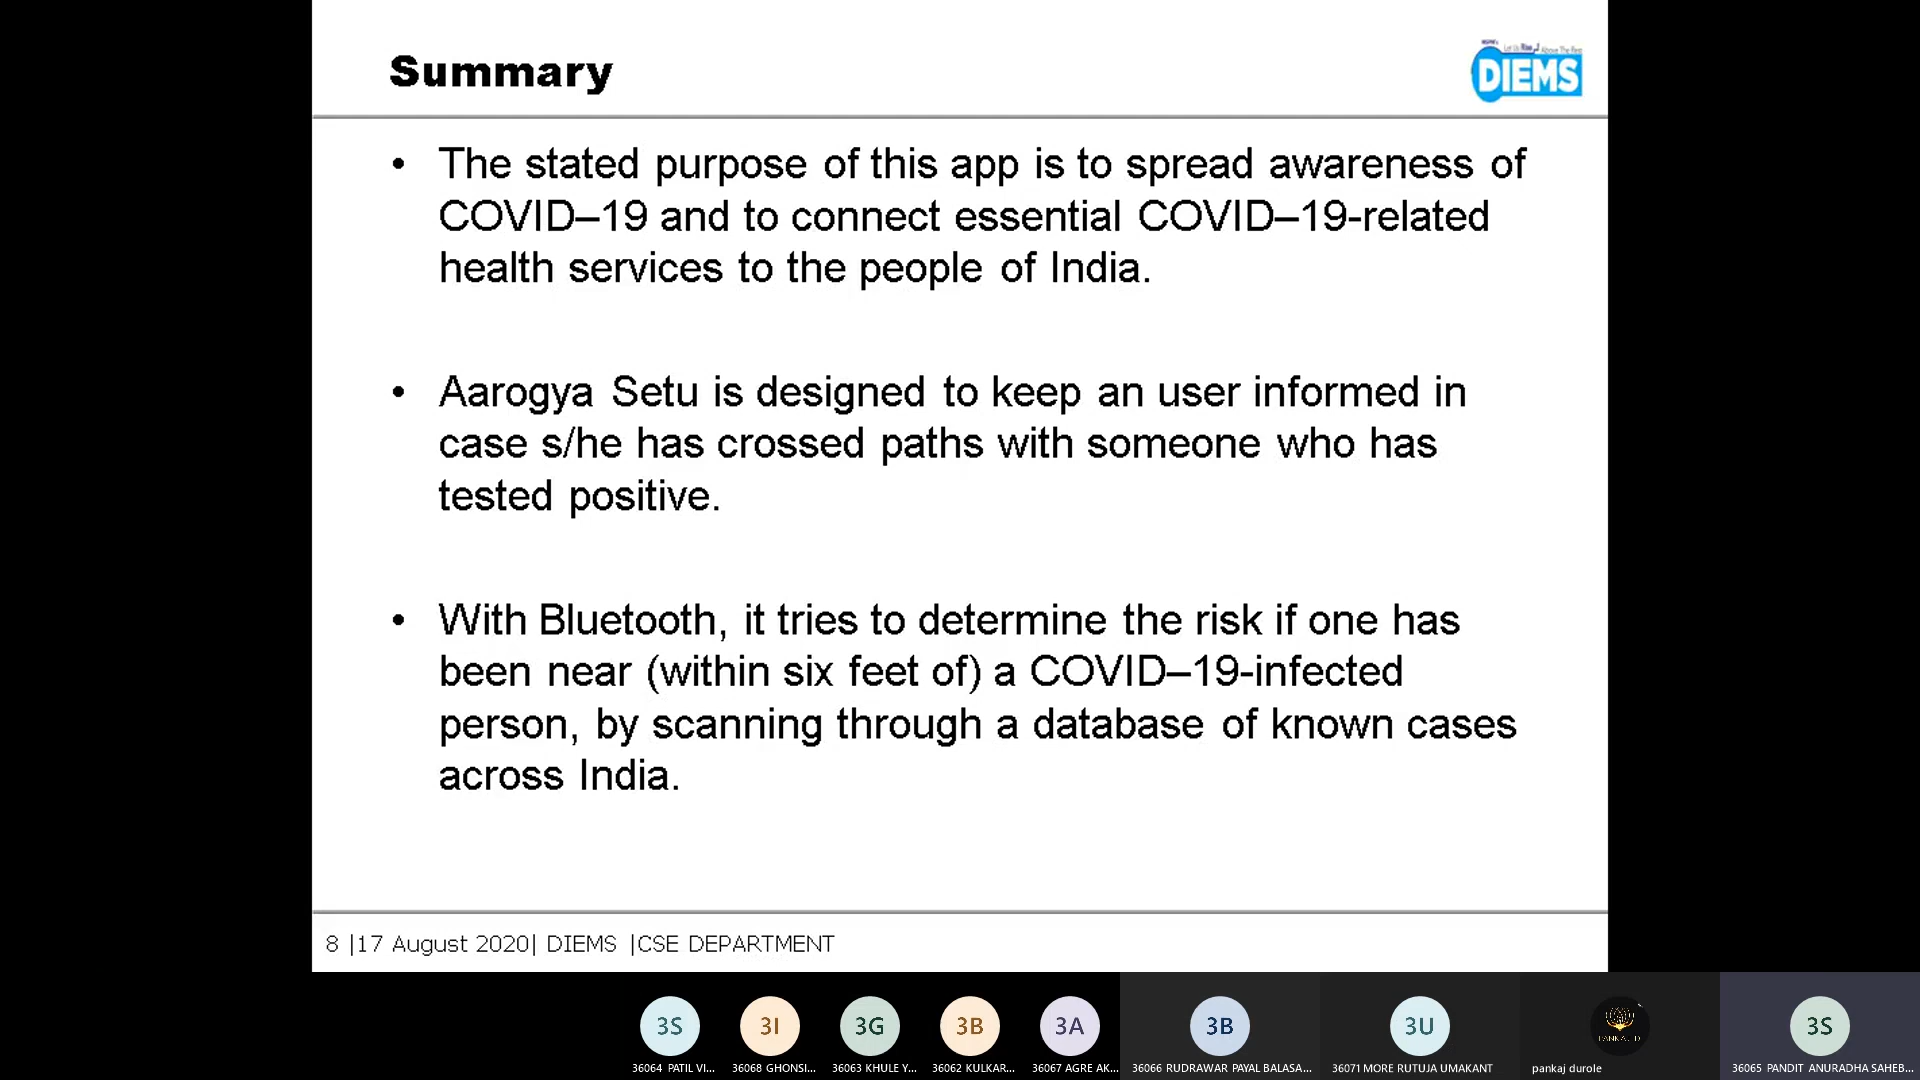 Summary
DIEMS
• The stated purpose of this app is to spread awareness of
COVID–19 and to connect essential COVID–19-related
health services to the people of India.
• Aarogya Setu is designed to keep an user informed in
case s/he has crossed paths with someone who has
tested positive.
• With Bluetooth, it tries to determine the risk if one has
been near (within six feet of) a COVID–19-infected
person, by scanning through a database of known cases
across India.
8 |17 August 2020| DIEMS |CSE DEPARTMENT
3S 3I 3G 3B 3A 3B 3U PANKAJ D 3S
36064 PATIL VI... 36068 GHONSI... 36063 KHULE Y... 36062 KULKAR... 36067 AGRE AK... 36066 RUDRAWAR PAYAL BALASA... 36071 MORE RUTUJA UMAKANT pankaj durole 36065 PANDIT ANURADHA SAHEB...